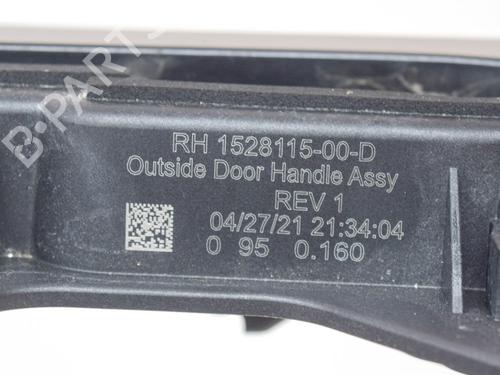 RH 1528115-00-D
Outside Door Handle Assy
REV 1
04/27/21 21:34:04
0 95 0.160
B-PARTS